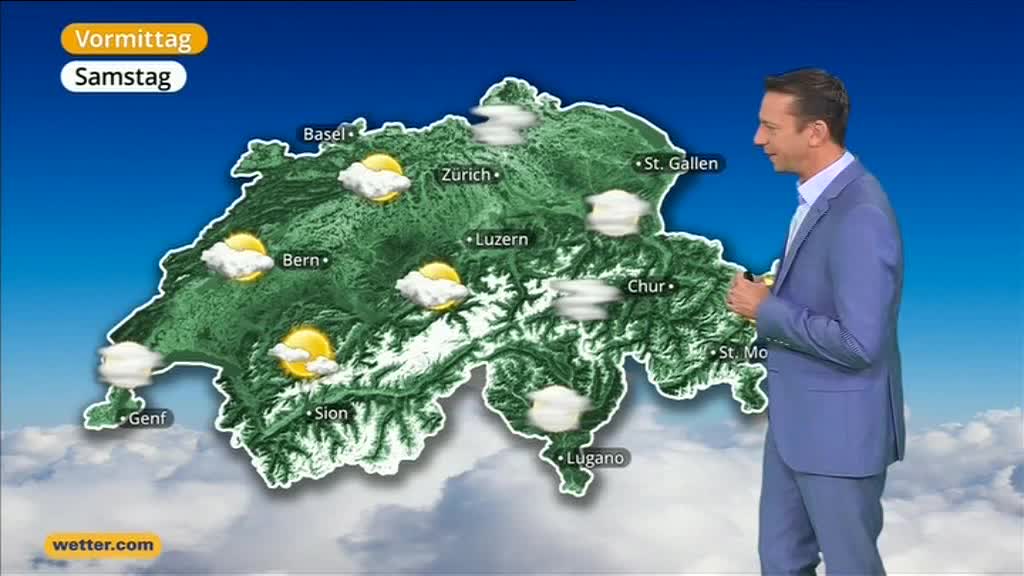 Vormittag
Samstag
Basel
Zürich
St. Gallen
Luzern
Bern
Chur
St. Mo
Sion
Genf
Lugano
wetter.com